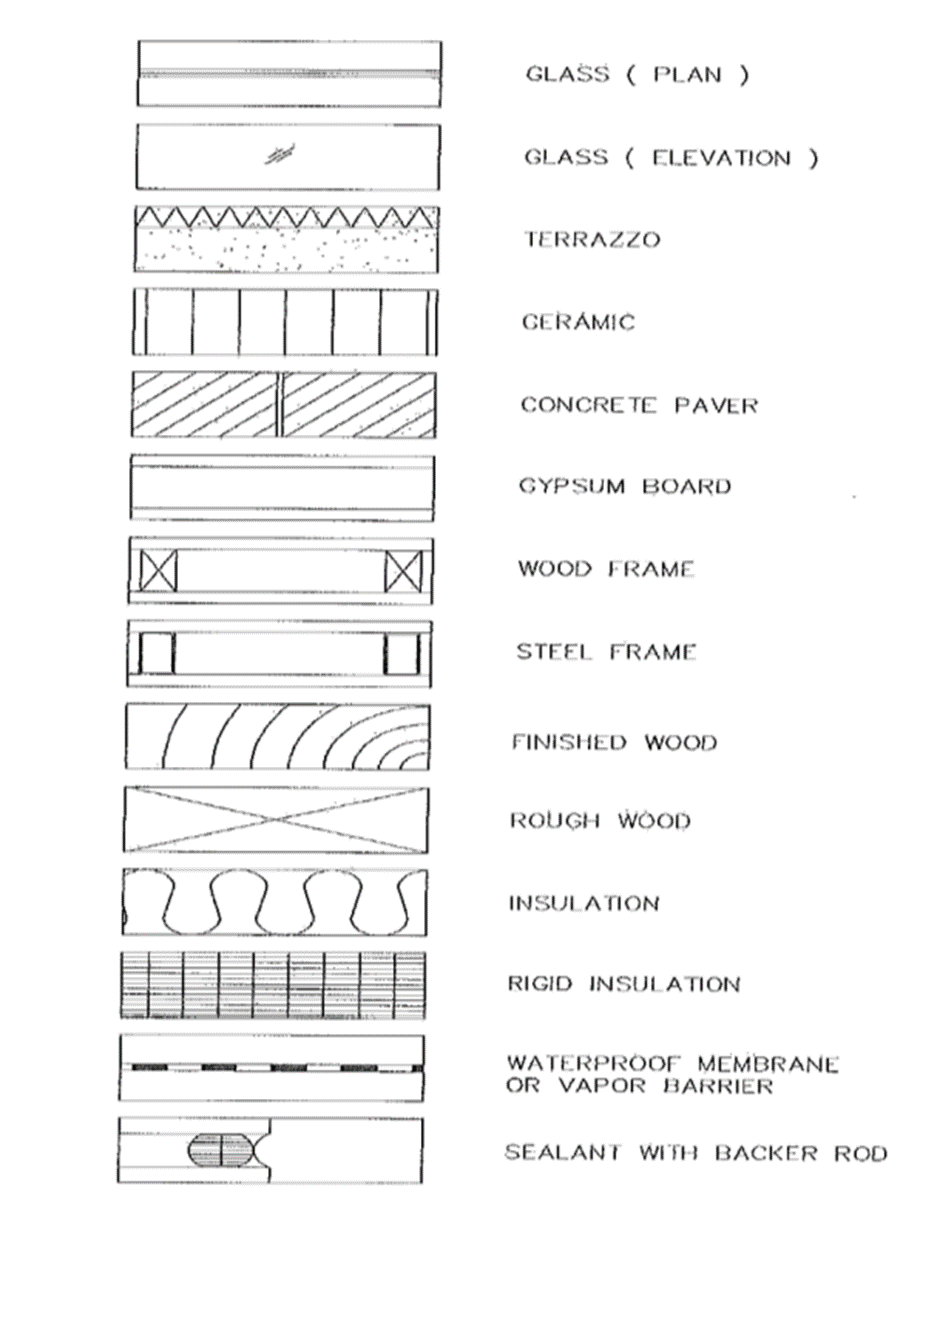 GLASS ( PLAN )
GLASS ( ELEVATION )
TERRAZZO
CERAMIC
CONCRETE PAVER
GYPSUM BOARD
WOOD FRAME
STEEL FRAME
FINISHED WOOD
ROUGH WOOD
INSULATION
RIGID INSULATION
WATERPROOF MEMBRANE
OR VAPOR BARRIER
SEALANT WITH BACKER ROD